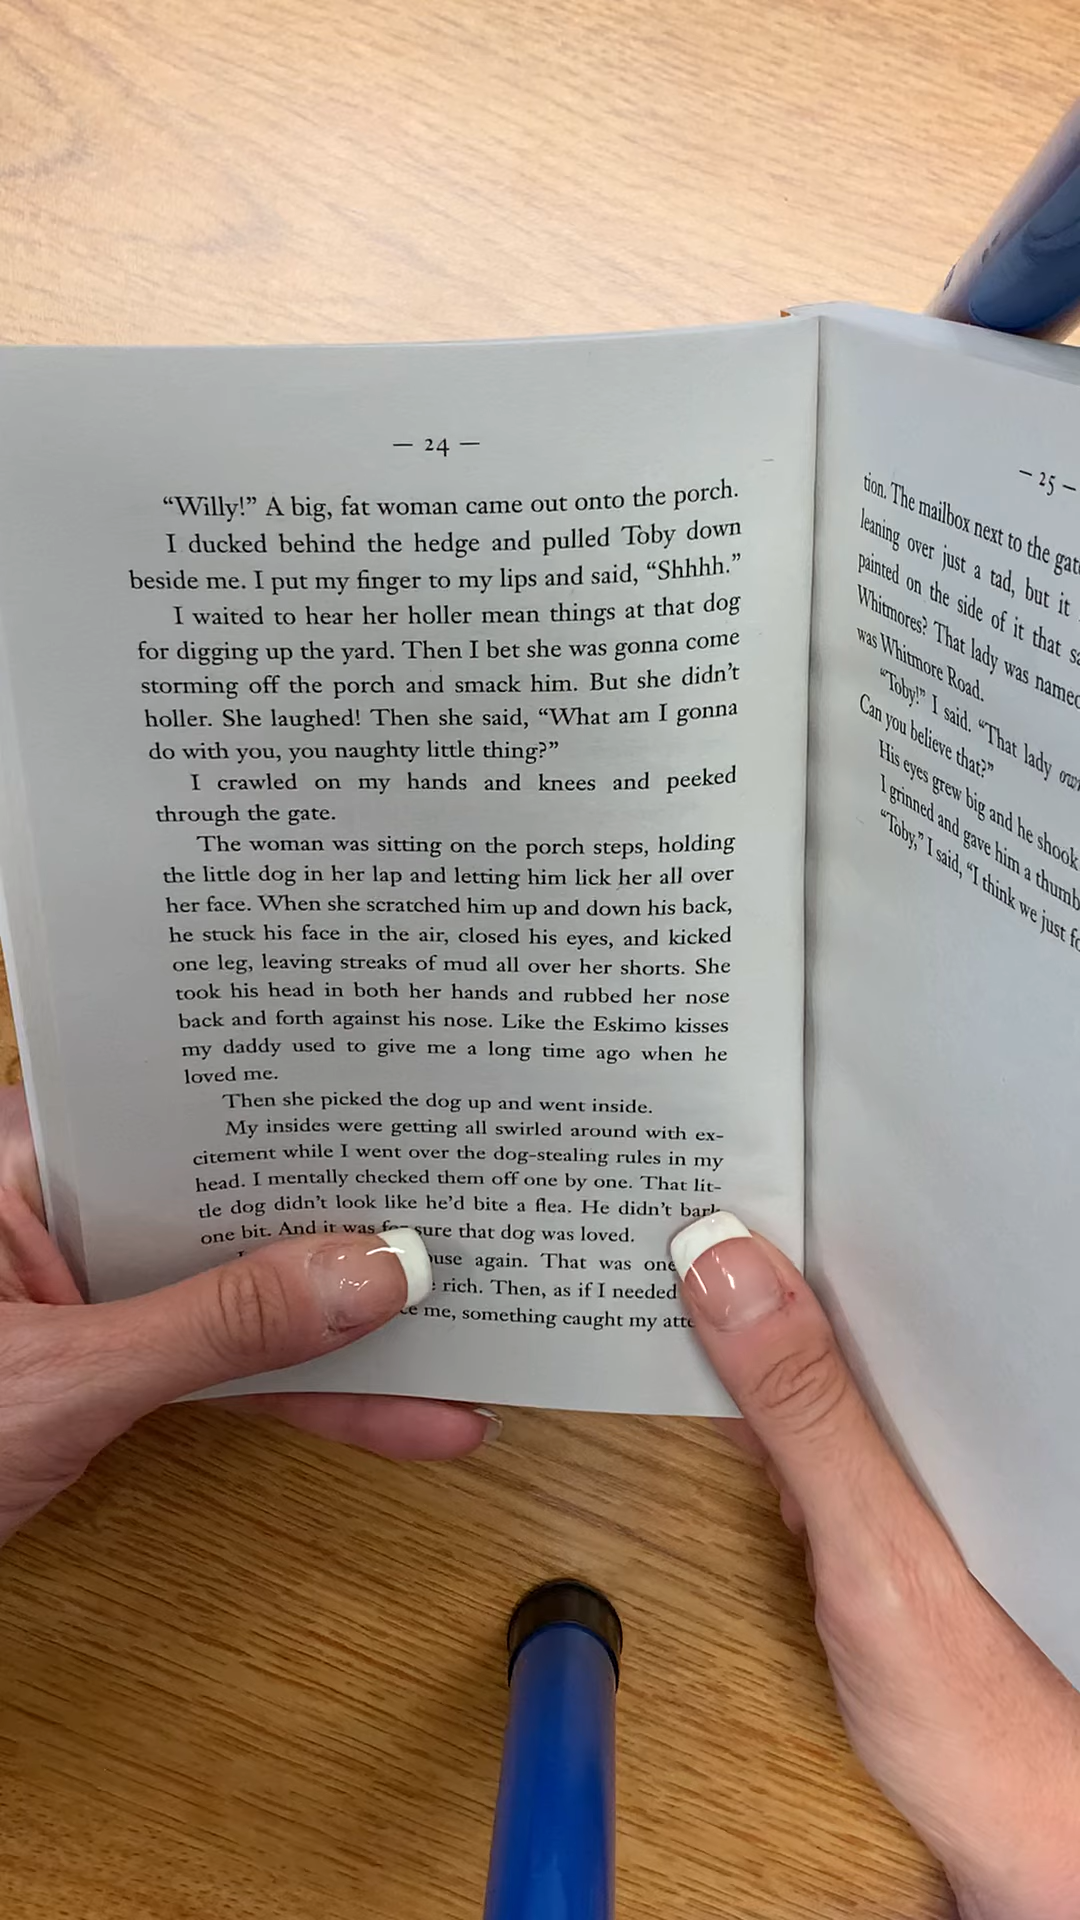 — 24 —
“Willy!” A big, fat woman came out onto the porch.
I ducked behind the hedge and pulled Toby down
beside me. I put my finger to my lips and said, “Shhhh.”
I waited to hear her holler mean things at that dog
for digging up the yard. Then I bet she was gonna come
storming off the porch and smack him. But she didn’t
holler. She laughed! Then she said, “What am I gonna
do with you, you naughty little thing?”
I crawled on my hands and knees and peeked
through the gate.
The woman was sitting on the porch steps, holding
the little dog in her lap and letting him lick her all over
her face. When she scratched him up and down his back,
he stuck his face in the air, closed his eyes, and kicked
one leg, leaving streaks of mud all over her shorts. She
took his head in both her hands and rubbed her nose
back and forth against his nose. Like the Eskimo kisses
my daddy used to give me a long time ago when he
loved me.
Then she picked the dog up and went inside.
My insides were getting all swirled around with ex-
citement while I went over the dog-stealing rules in my
head. I mentally checked them off one by one. That lit-
tle dog didn’t look like he’d bite a flea. He didn’t bark
one bit. And it was for sure that dog was loved.
again. That was one
rich. Then, as if I needed
me, something caught my
— 25 —
tion. The mailbox next to the
leaning over just a tad, but it
painted on the side of it that
Whitmores? That lady was named
was Whitmore Road.
“Toby!” I said. “That lady
Can you believe that?”
His eyes grew big and he shook
I grinned and gave him a
“Toby,” I said, “I think we just